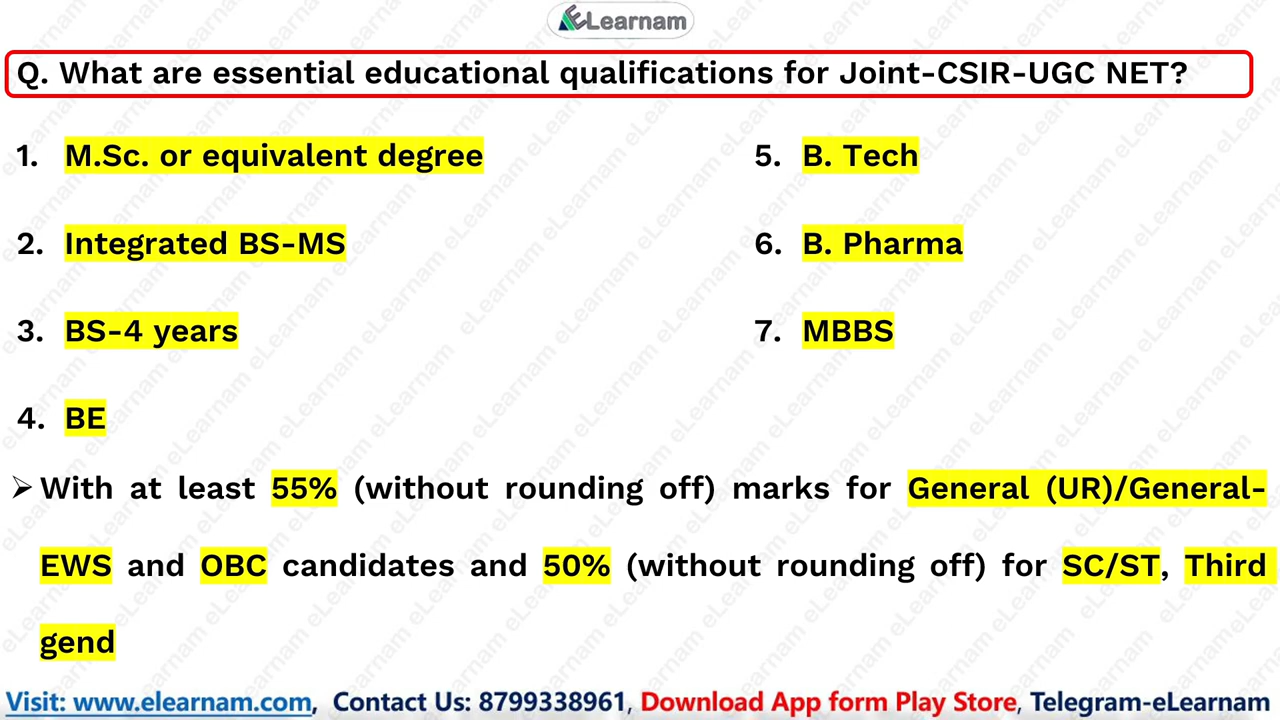 eLearnam
Q. What are essential educational qualifications for Joint-CSIR-UGC NET?
1. M.Sc. or equivalent degree
2. Integrated BS-MS
3. BS-4 years
4. BE
5. B. Tech
6. B. Pharma
7. MBBS
➢ With at least 55% (without rounding off) marks for General (UR)/General-
EWS and OBC candidates and 50% (without rounding off) for SC/ST, Third
gend
Visit: www.elearnam.com, Contact Us: 8799338961, Download App form Play Store, Telegram-eLearnam